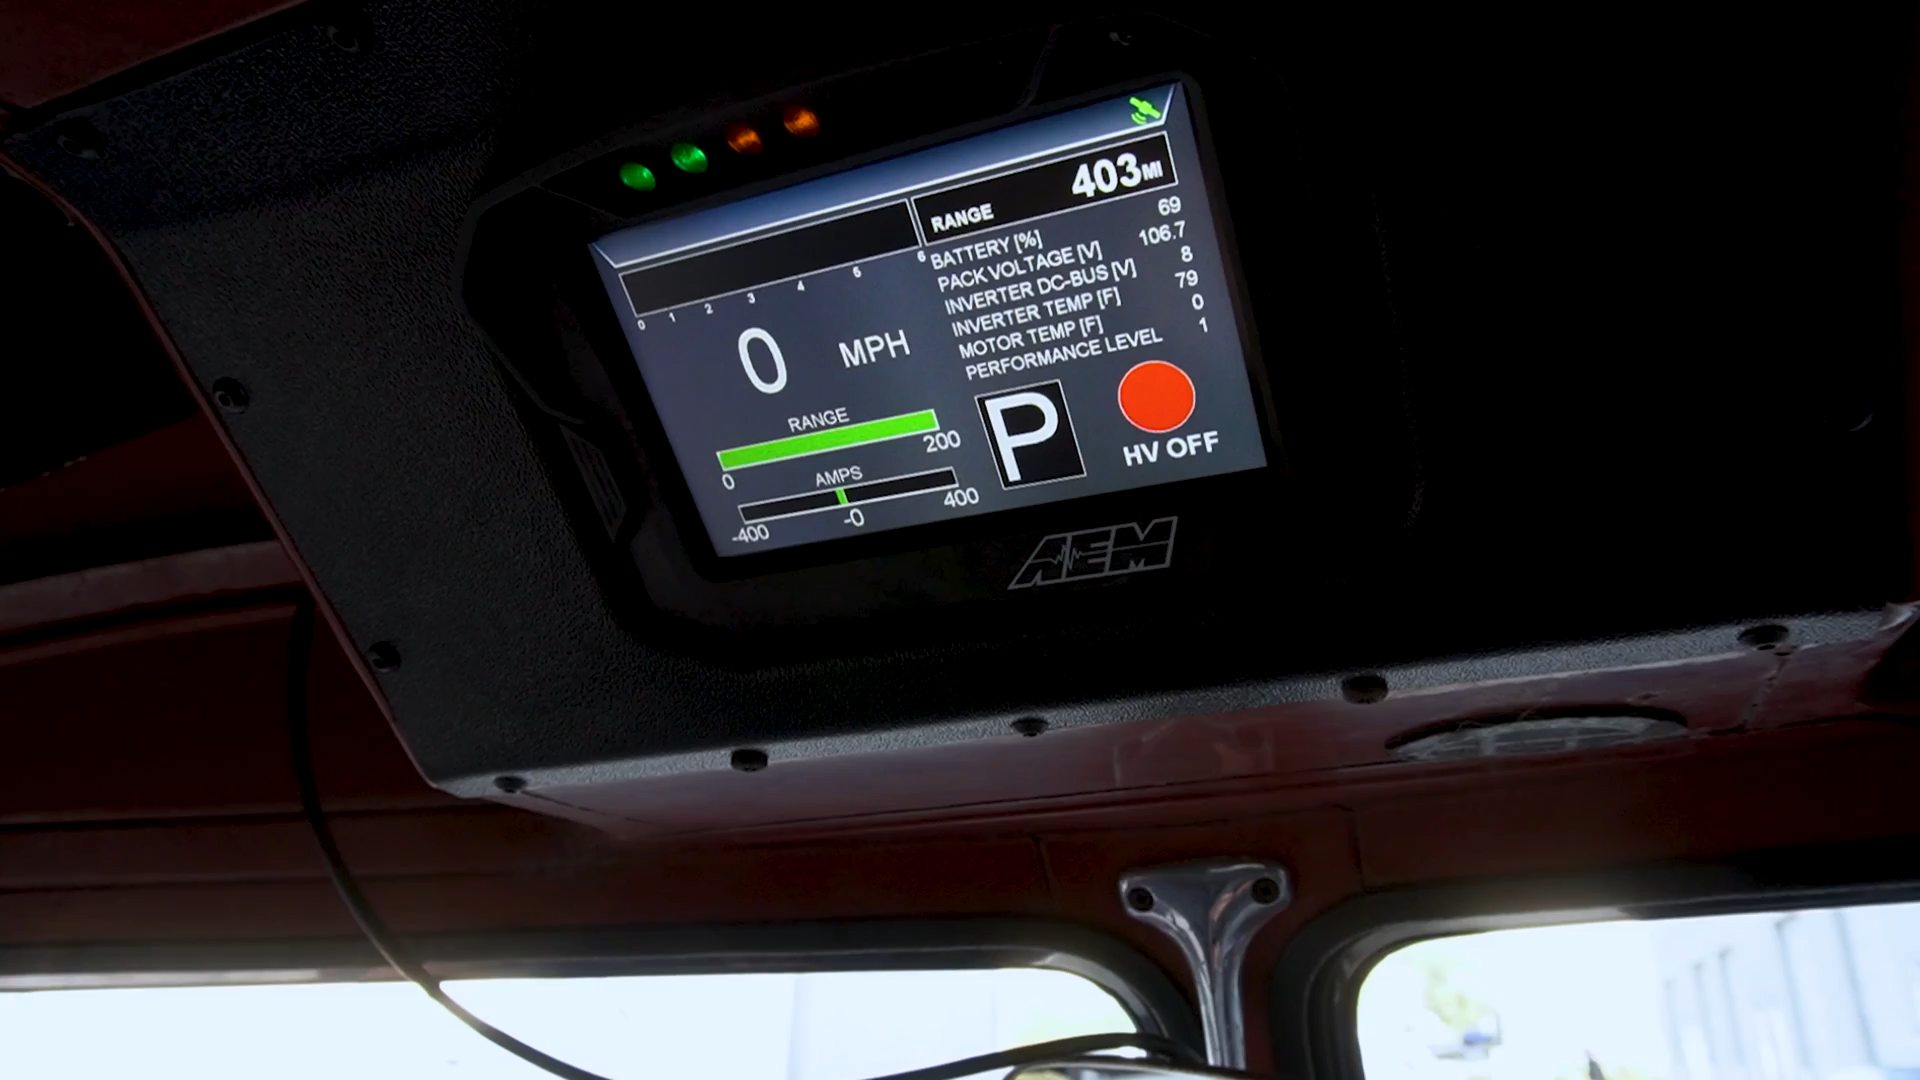 RANGE 403MI
0 1 2 3 4 5 6
BATTERY [%] 69
PACK VOLTAGE [V] 106.7
INVERTER DC-BUS [V] 8
INVERTER TEMP [F] 79
MOTOR TEMP [F] 0
PERFORMANCE LEVEL 1
0 MPH
RANGE
0 200
AMPS
-400 -0 400
P
HV OFF
AEM